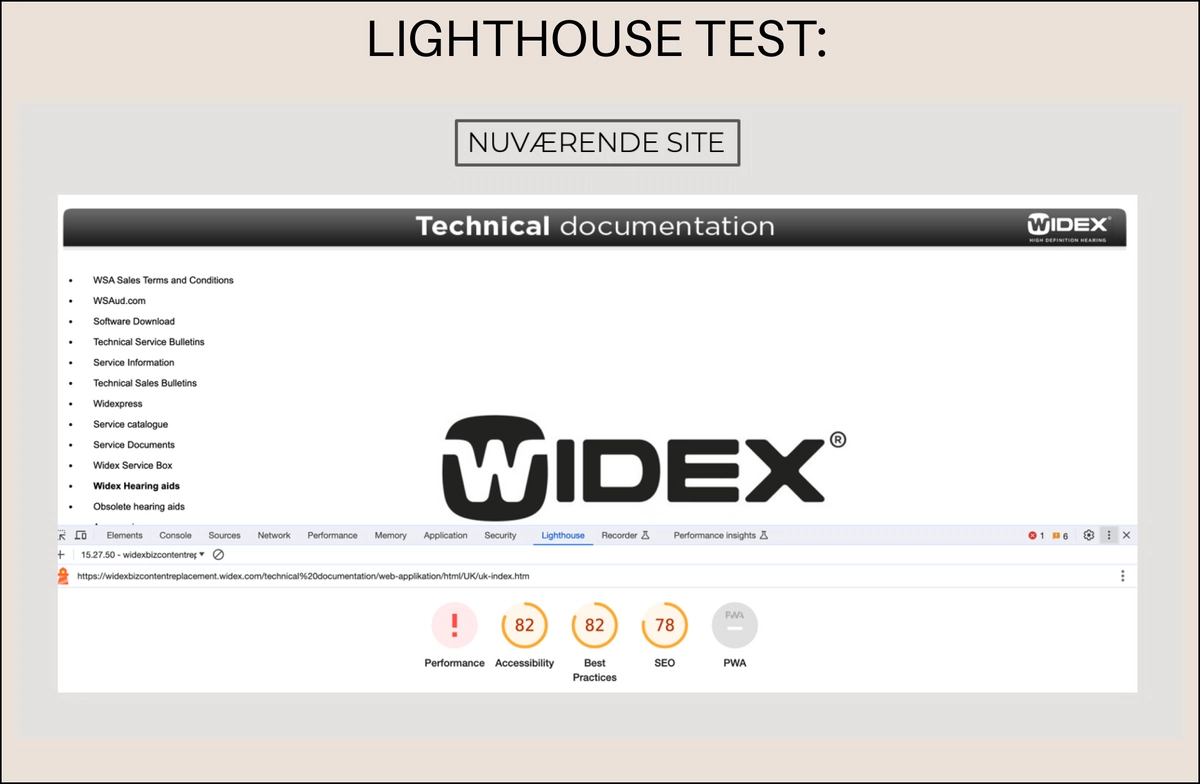 LIGHTHOUSE TEST:
NUVÆRENDE SITE
Technical documentation
WIDEX®
HIGH DEFINITION HEARING
• WSA Sales Terms and Conditions
• WSAud.com
• Software Download
• Technical Service Bulletins
• Service Information
• Technical Sales Bulletins
• Widexpress
• Service catalogue
• Service Documents
• Widex Service Box
• Widex Hearing aids
• Obsolete hearing aids
WIDEX®
Elements Console Sources Network Performance Memory Application Security Lighthouse Recorder Performance insights 1 6
15.27.50 - widexbizcontentrep
https://widexbizcontentreplacement.widex.com/technical%20documentation/web-applikation/html/UK/uk-index.htm
! 82 82 78 PWA
Performance Accessibility Best Practices SEO PWA